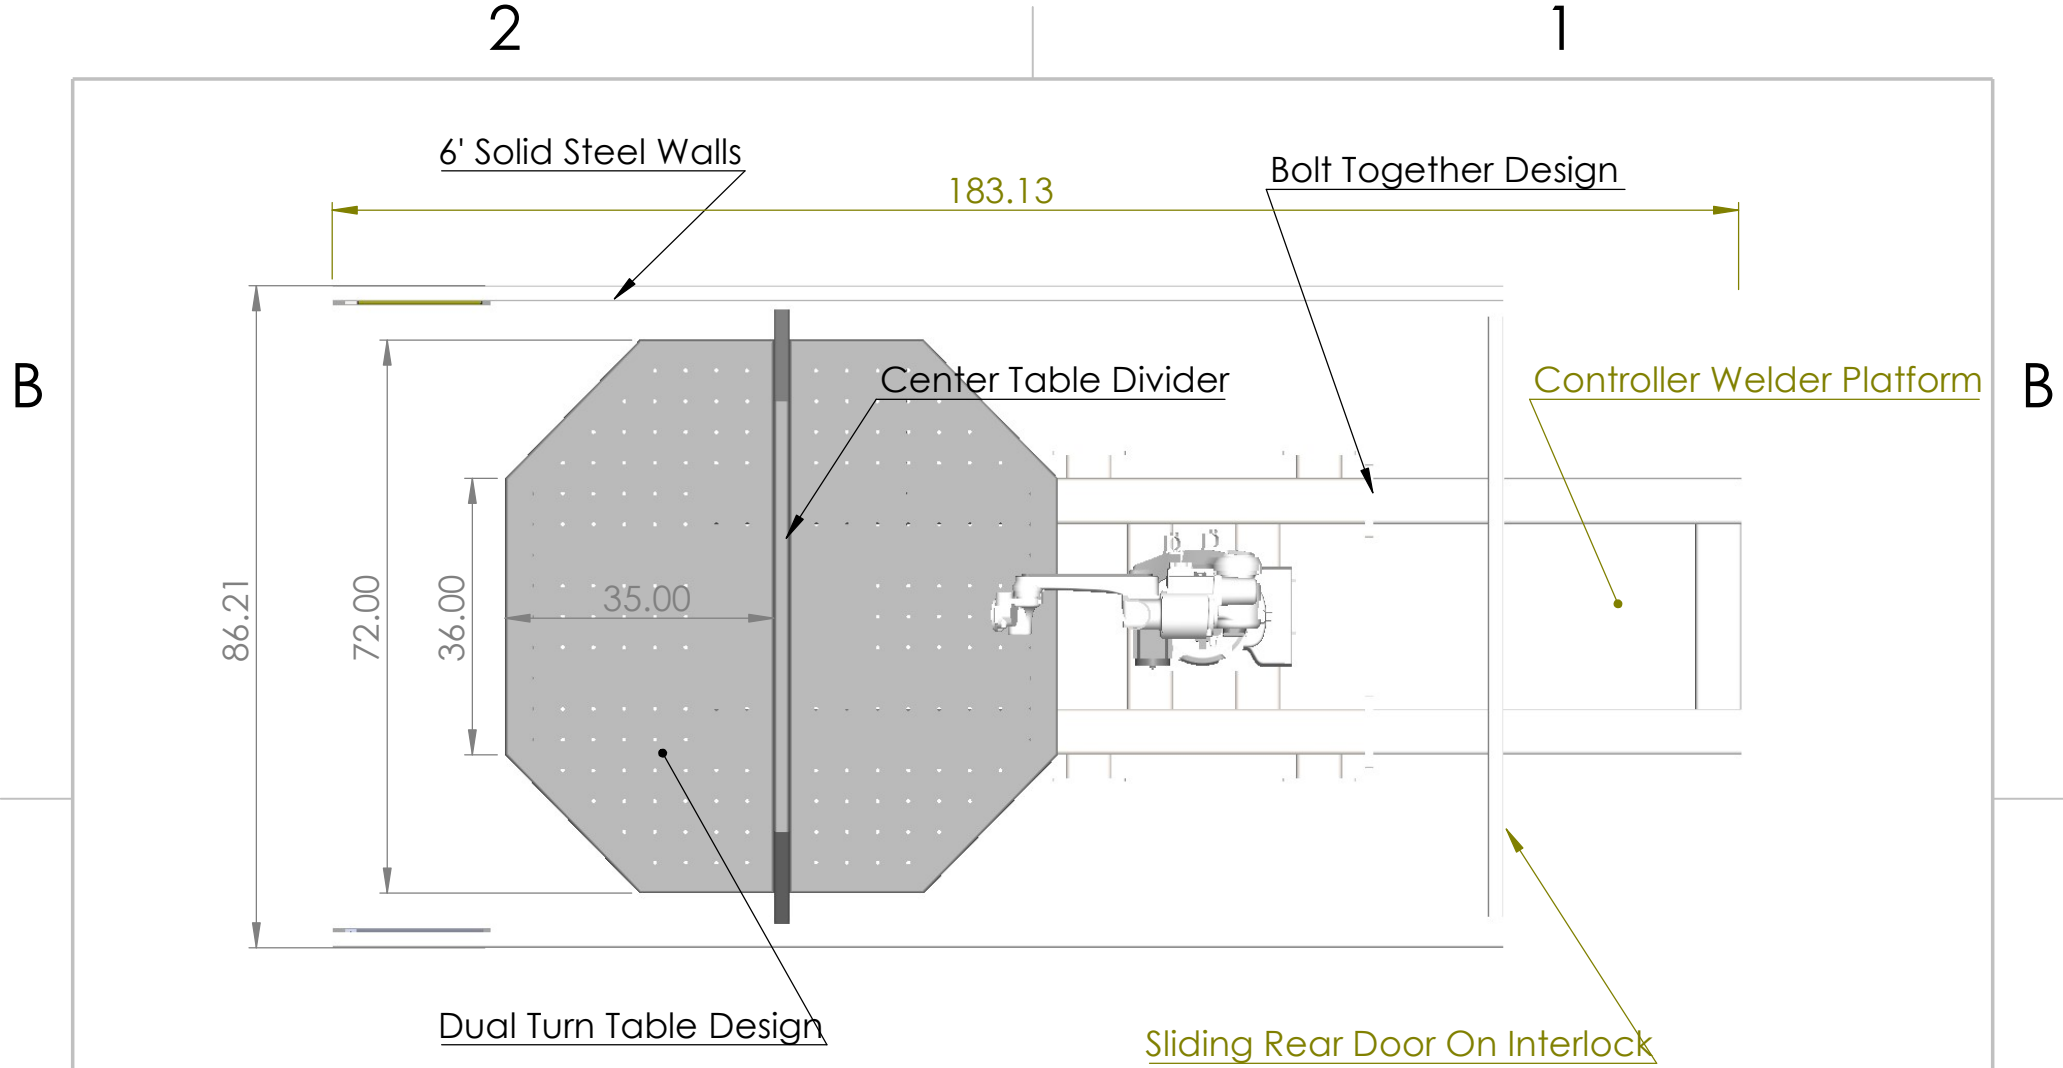 2
1
6' Solid Steel Walls
Bolt Together Design
183.13
B
Center Table Divider
Controller Welder Platform
B
86.21
72.00
36.00
35.00
Dual Turn Table Design
Sliding Rear Door On Interlock